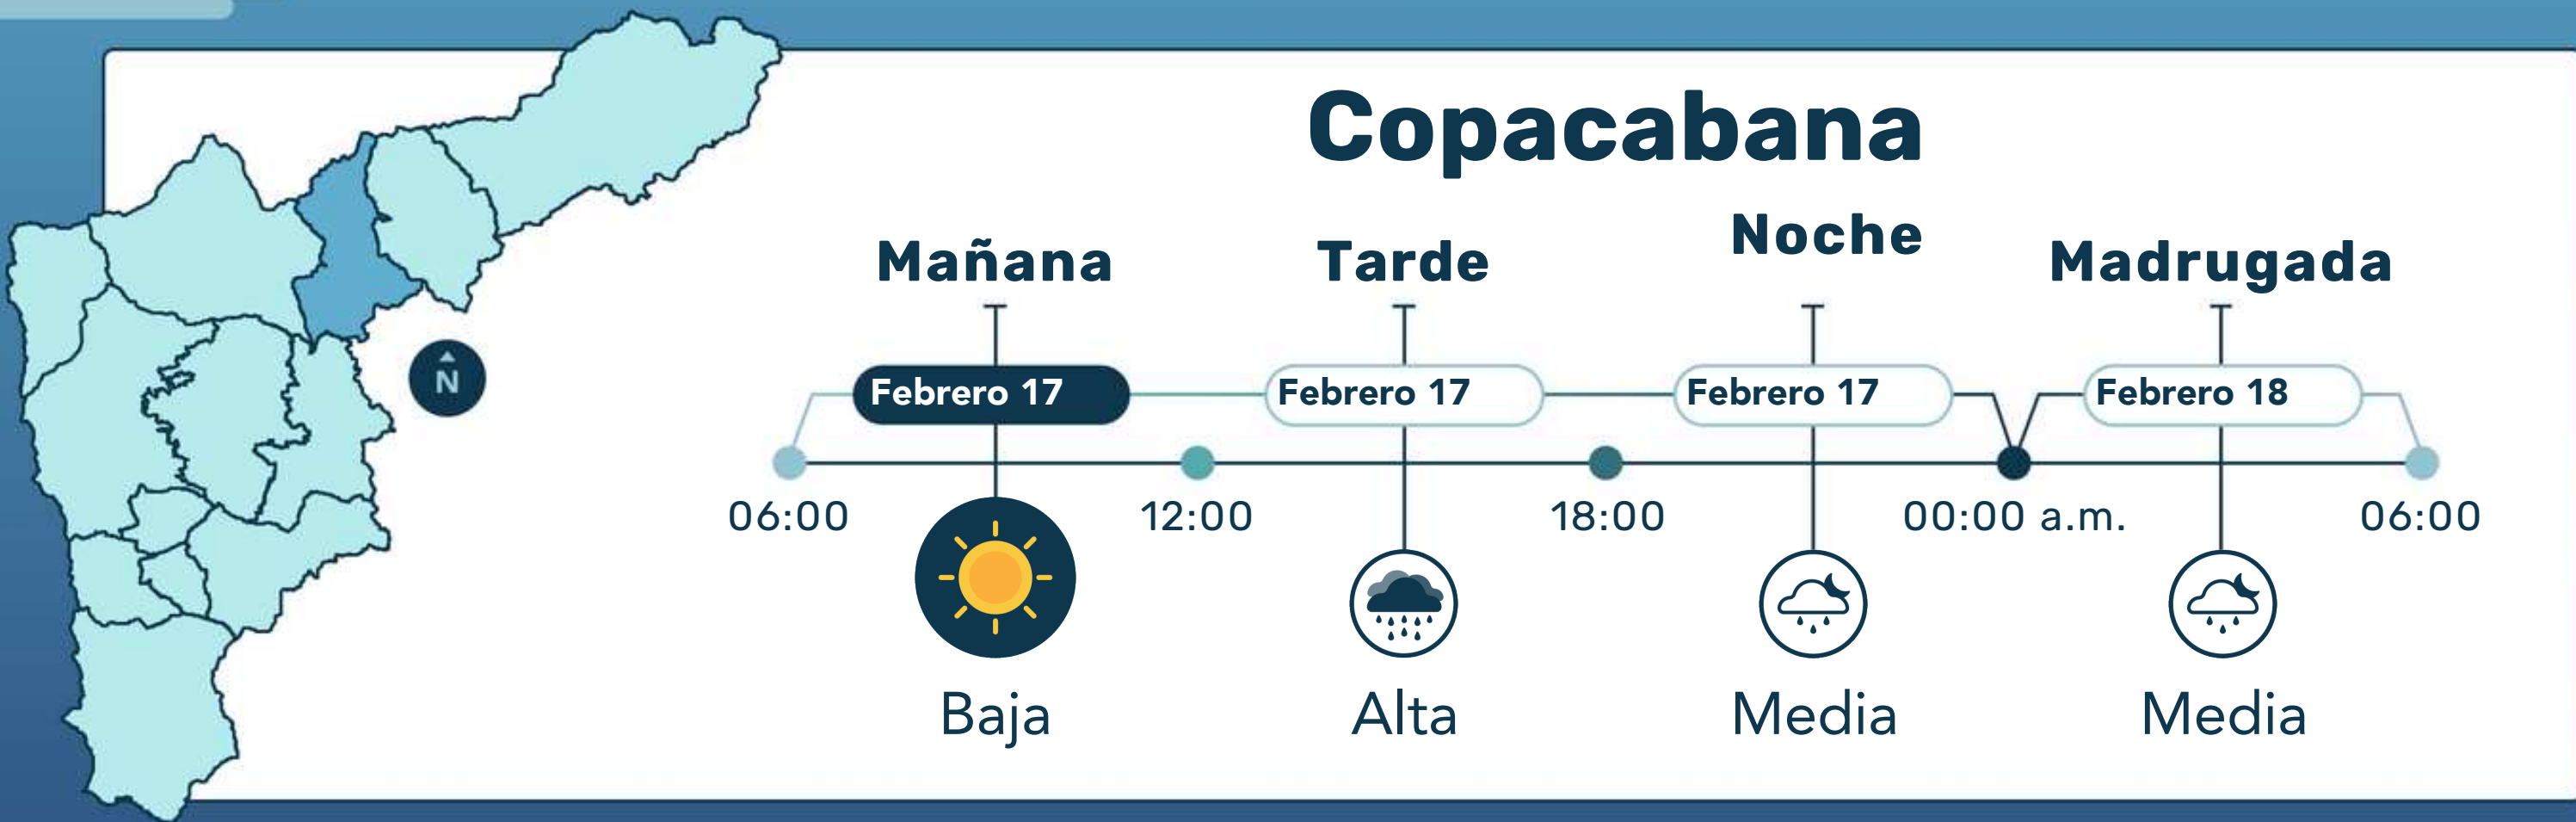 Copacabana
Mañana
Tarde
Noche
Madrugada
Febrero 17
Febrero 17
Febrero 17
Febrero 18
N
06:00
12:00
18:00
00:00 a.m.
06:00
Baja
Alta
Media
Media